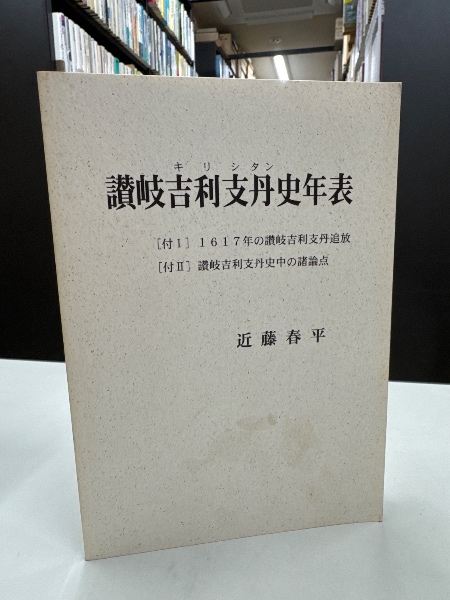 キリシタン
讃岐吉利支丹史年表
［付Ⅰ］１６１７年の讃岐吉利支丹追放
［付Ⅱ］讃岐吉利支丹史中の諸論点
近藤春平